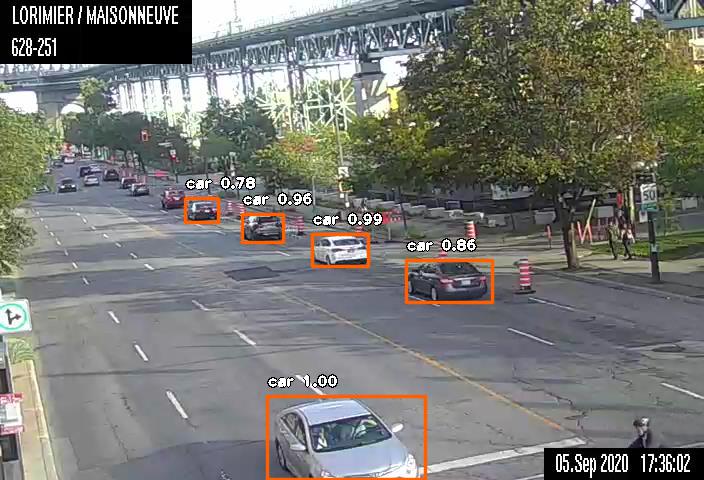 LORIMIER / MAISONNEUVE
628-251
car 0.78
car 0.96
car 0.99
car 0.86
50
car 1.00
05.Sep 2020 17:36:02